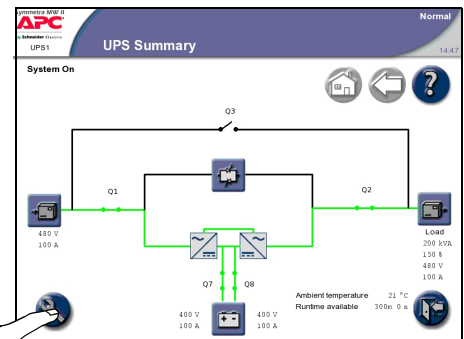 Symmetra MW II
APC
Schneider Electric
UPS1
UPS Summary
Normal
14:47
System On
?
Q3
Q1
Q2
480 V
100 A
Load
200 kVA
150 %
480 V
100 A
Q7
Q8
400 V
100 A
400 V
100 A
Ambient temperature 21 °C
Runtime available 300m 0 s